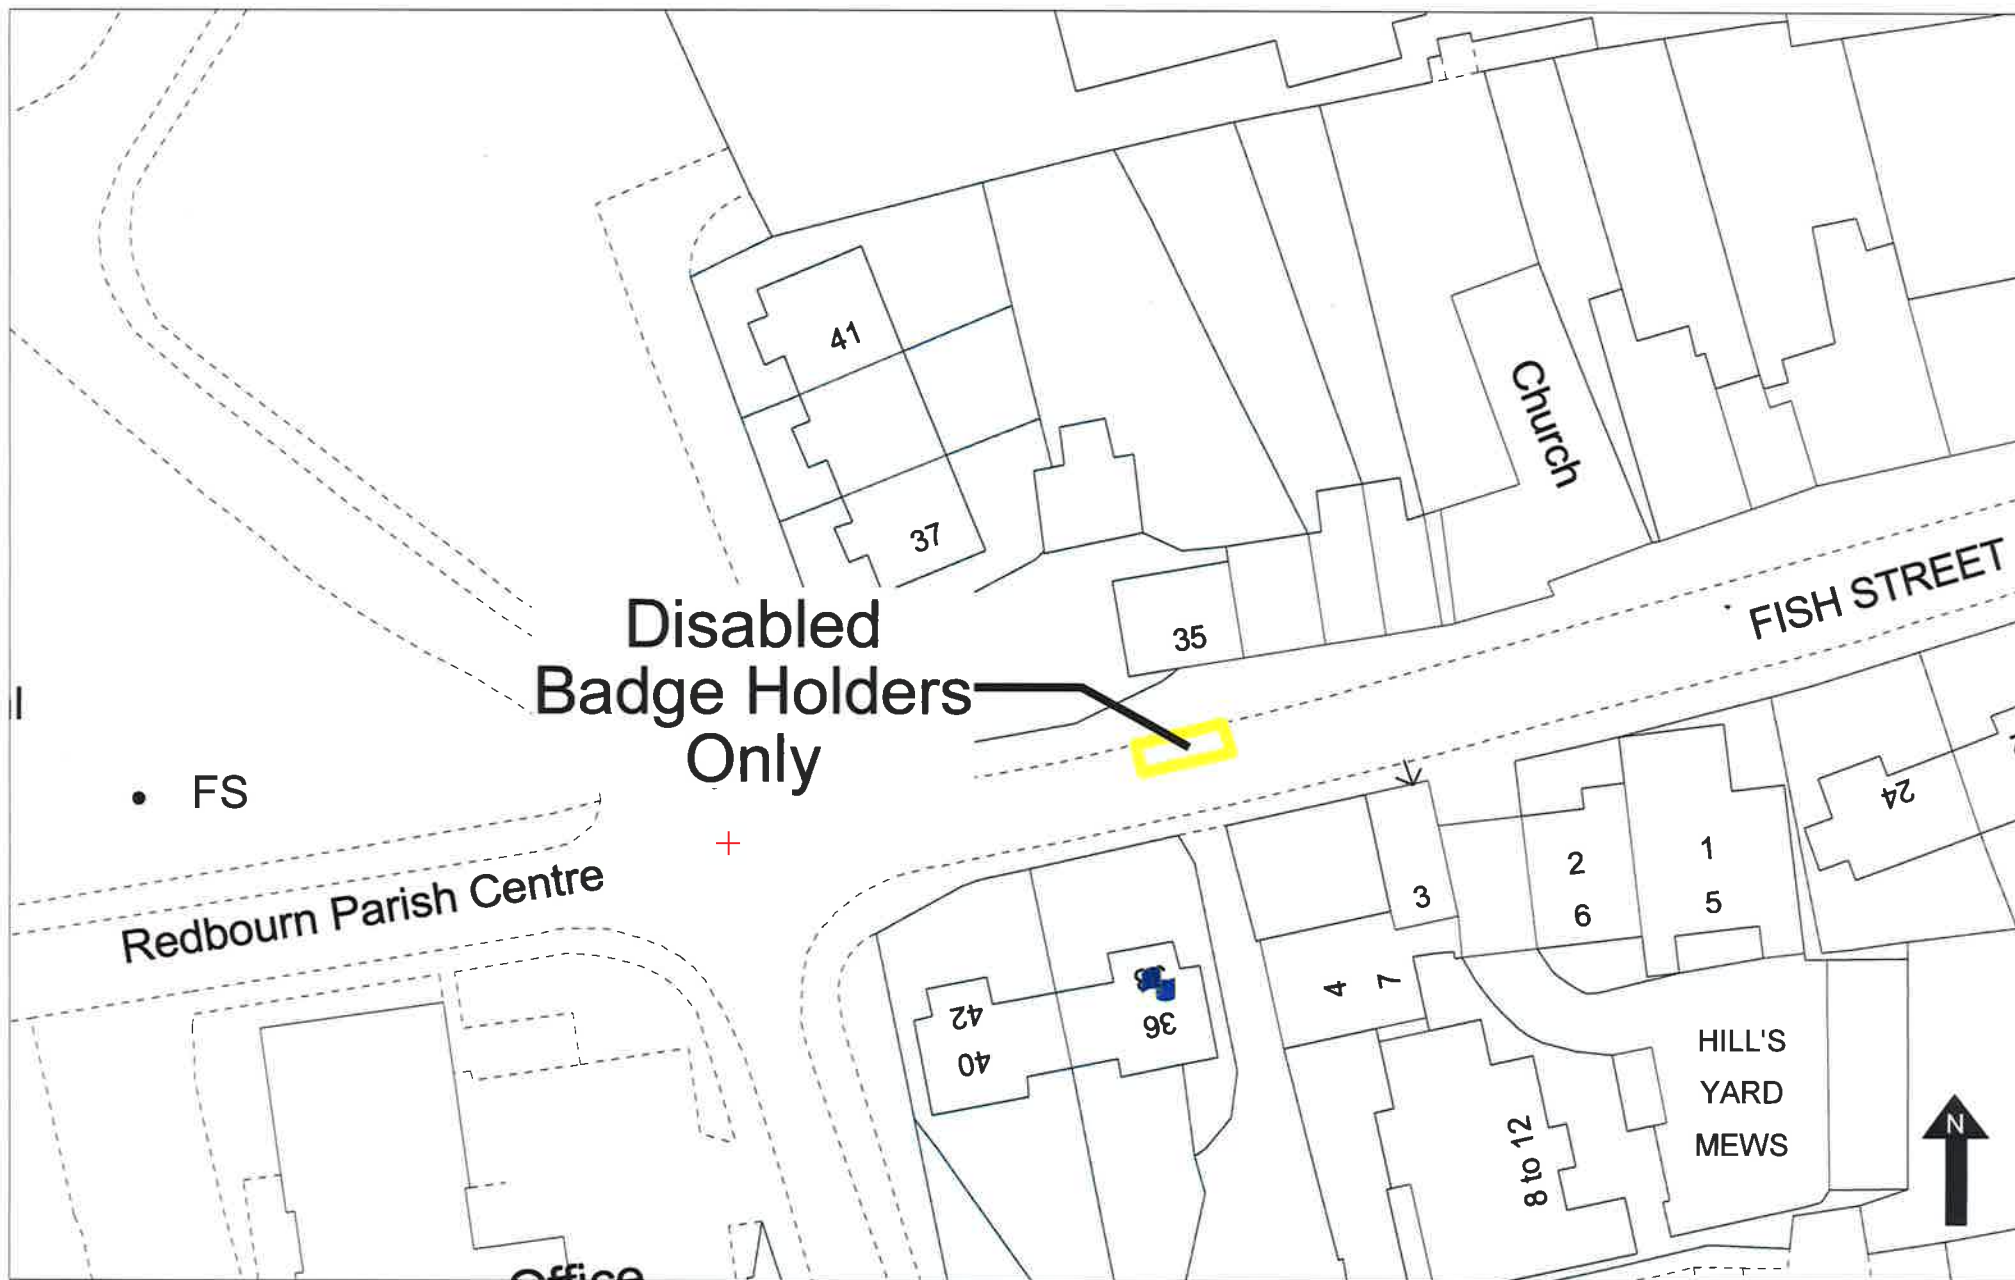 41
Church
37
FISH STREET
Disabled
Badge Holders
Only
35
FS
24
Redbourn Parish Centre
2
6
1
5
3
4
7
42
40
36
HILL'S
YARD
MEWS
8 to 12
N
Office